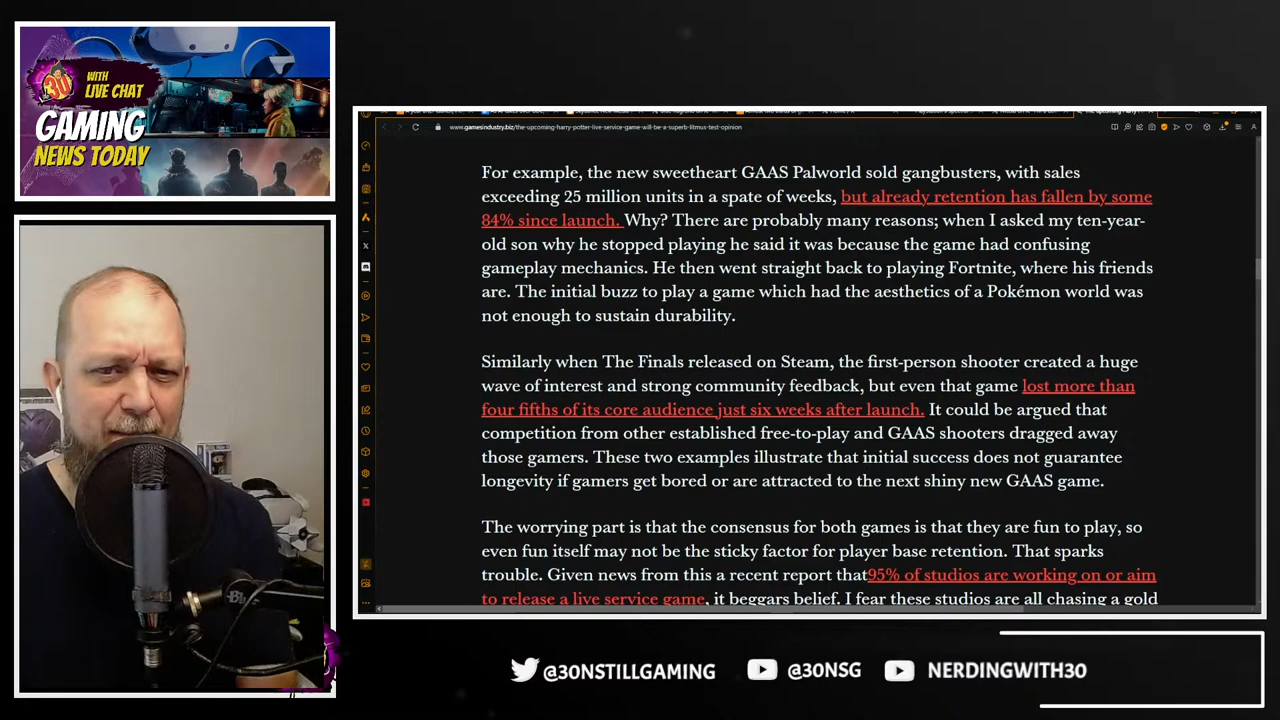 30
WITH
LIVE CHAT
GAMING
NEWS TODAY
www.gamesindustry.biz/the-upcoming-harry-potter-live-service-game-will-be-a-superb-litmus-test-opinion
For example, the new sweetheart GAAS Palworld sold gangbusters, with sales
exceeding 25 million units in a spate of weeks, but already retention has fallen by some
84% since launch. Why? There are probably many reasons; when I asked my ten-year-
old son why he stopped playing he said it was because the game had confusing
gameplay mechanics. He then went straight back to playing Fortnite, where his friends
are. The initial buzz to play a game which had the aesthetics of a Pokémon world was
not enough to sustain durability.
Similarly when The Finals released on Steam, the first-person shooter created a huge
wave of interest and strong community feedback, but even that game lost more than
four fifths of its core audience just six weeks after launch. It could be argued that
competition from other established free-to-play and GAAS shooters dragged away
those gamers. These two examples illustrate that initial success does not guarantee
longevity if gamers get bored or are attracted to the next shiny new GAAS game.
The worrying part is that the consensus for both games is that they are fun to play, so
even fun itself may not be the sticky factor for player base retention. That sparks
trouble. Given news from this a recent report that95% of studios are working on or aim
to release a live service game, it beggars belief. I fear these studios are all chasing a gold
@30NSTILLGAMING
@30NSG
NERDINGWITH30